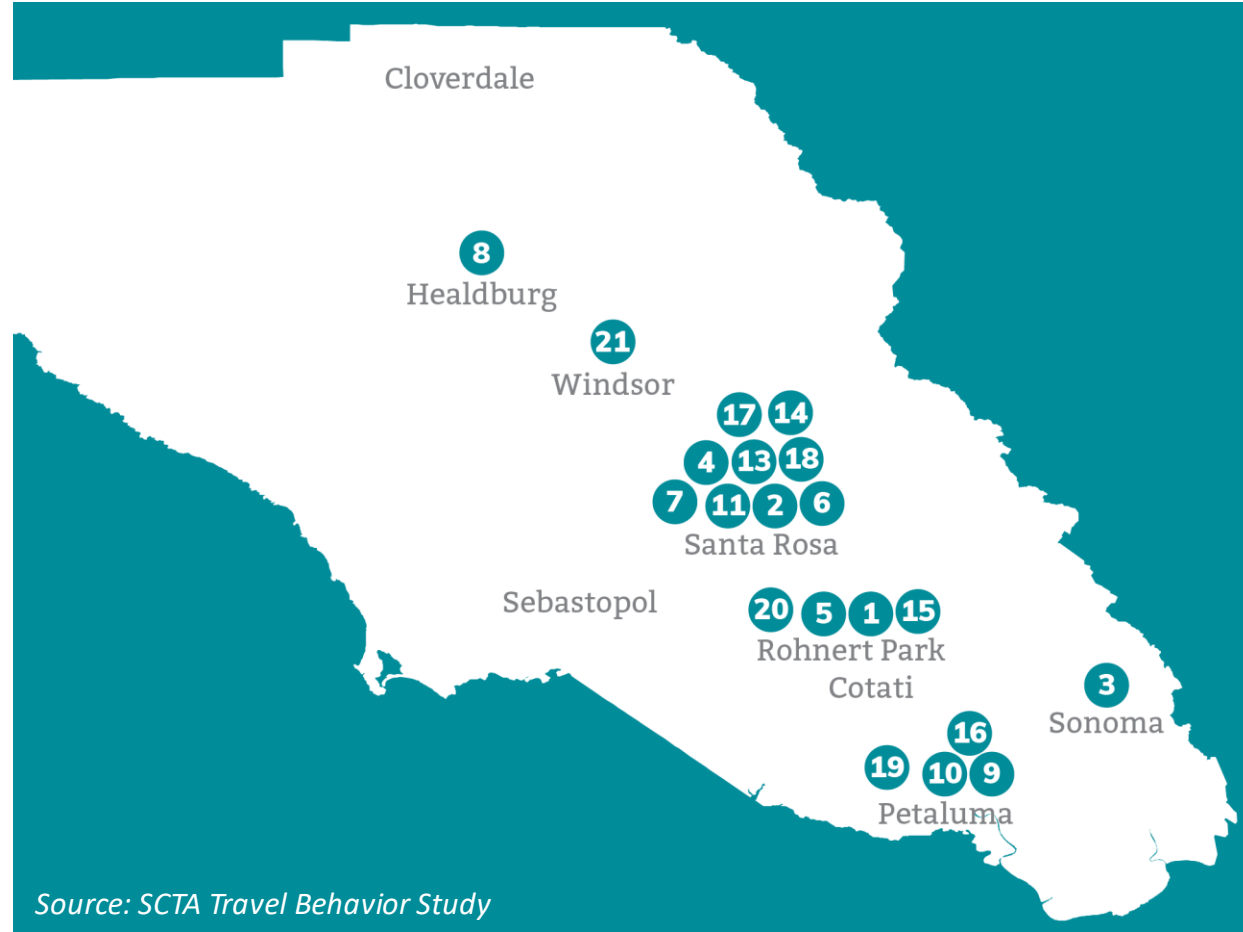 Cloverdale
8
Healdburg
21
Windsor
17 14
4 13 18
7 11 2 6
Santa Rosa
Sebastopol
20 5 1 15
Rohnert Park
Cotati
3
Sonoma
16
19 10 9
Petaluma
Source: SCTA Travel Behavior Study